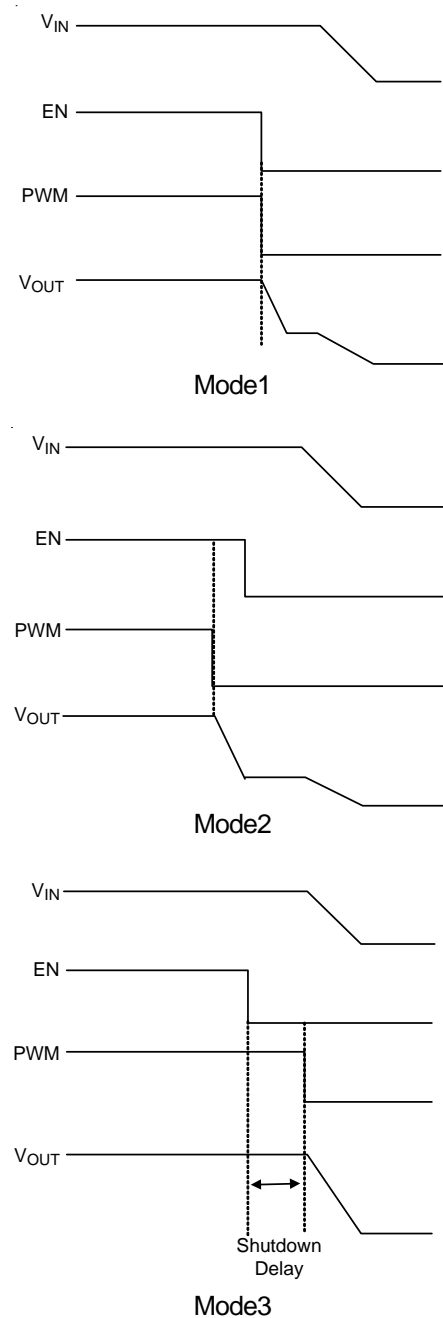 VIN
EN
PWM
VOUT
Mode1
VIN
EN
PWM
VOUT
Mode2
VIN
EN
PWM
VOUT
Shutdown
Delay
Mode3